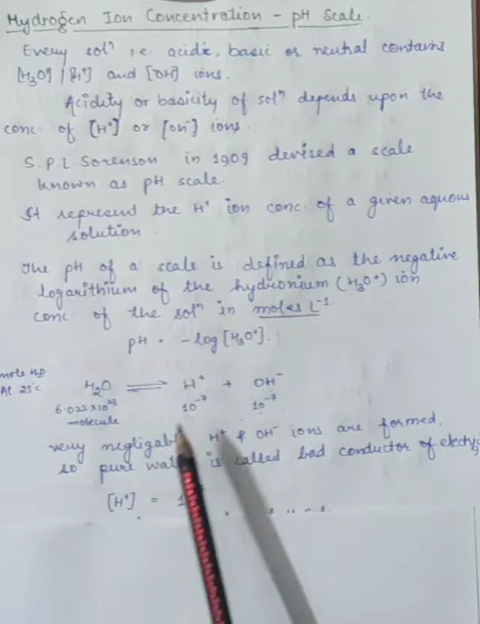 Hydrogen Ion Concentration - pH Scale
Every solⁿ i.e. acidic, basic or neutral contains
[H₃O⁺] / [H⁺] and [OH⁻] ions.
Acidity or basicity of solⁿ depends upon the
conc. of [H⁺] or [OH⁻] ions.
S.P.L Sorenson in 1909 devised a scale
known as pH scale.
It represent the H⁺ ion conc. of a given aquous
solution.
The pH of a scale is defined as the negative
logarithium of the hydronium (H₃O⁺) ion
conc of the solⁿ in moles L⁻¹.
pH = -log [H₃O⁺].
mole H₂O
At 25°C
H₂O ⇌ H⁺ + OH⁻
6.022×10²³ 10⁻⁷ 10⁻⁷
molecule
very H⁺ & OH⁻ ions are formed.
so pure is called bad conductor of
[H⁺] =